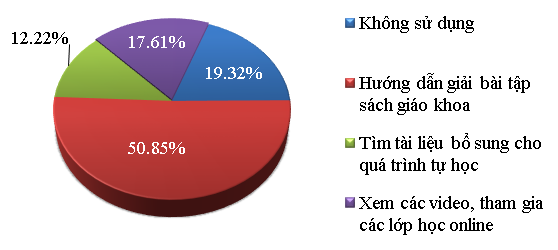 17.61%
12.22%
19.32%
50.85%
Không sử dụng
Hướng dẫn giải bài tập
sách giáo khoa
Tìm tài liệu bổ sung cho
quá trình tự học
Xem các video, tham gia
các lớp học online